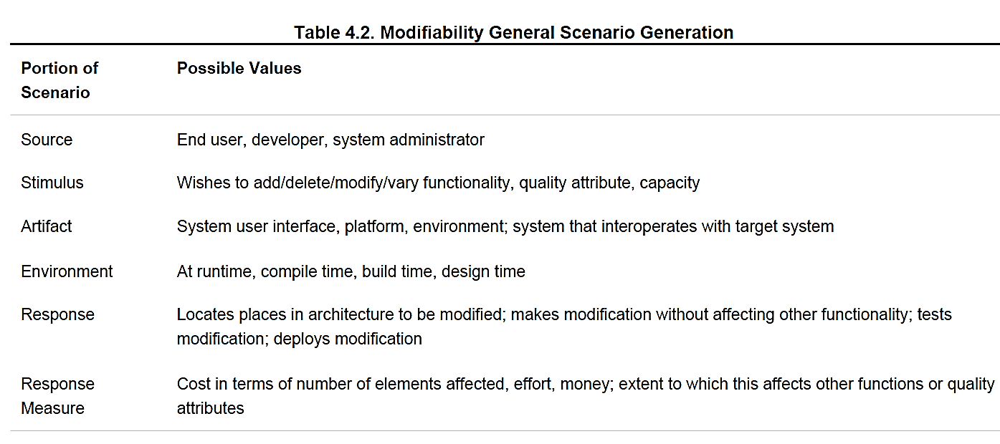 Table 4.2. Modifiability General Scenario Generation
Portion of Scenario Possible Values
Source End user, developer, system administrator
Stimulus Wishes to add/delete/modify/vary functionality, quality attribute, capacity
Artifact System user interface, platform, environment; system that interoperates with target system
Environment At runtime, compile time, build time, design time
Response Locates places in architecture to be modified; makes modification without affecting other functionality; tests
modification; deploys modification
Response Measure Cost in terms of number of elements affected, effort, money; extent to which this affects other functions or quality
attributes